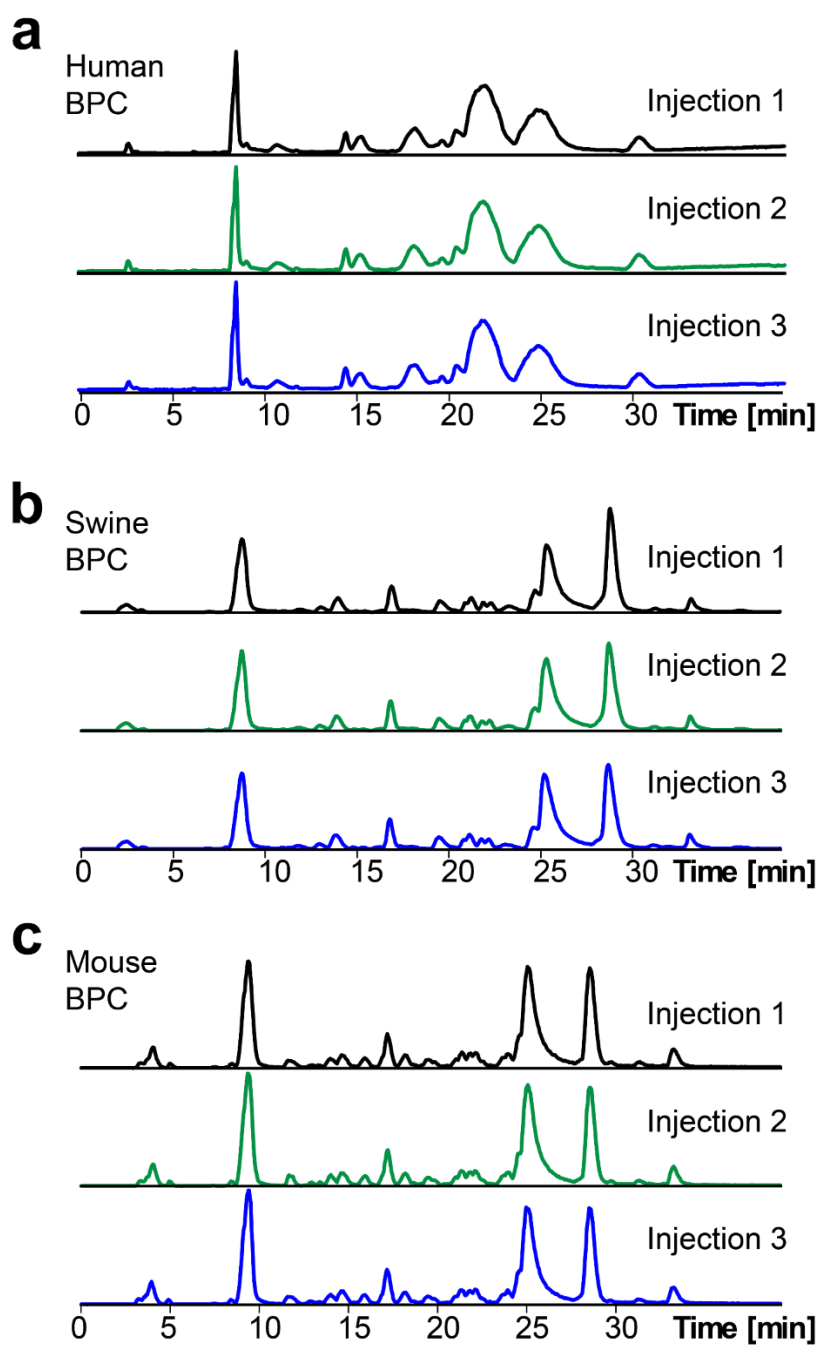 a
Human
BPC
Injection 1
Injection 2
Injection 3
0 5 10 15 20 25 30 Time [min]
b
Swine
BPC
Injection 1
Injection 2
Injection 3
0 5 10 15 20 25 30 Time [min]
c
Mouse
BPC
Injection 1
Injection 2
Injection 3
0 5 10 15 20 25 30 Time [min]